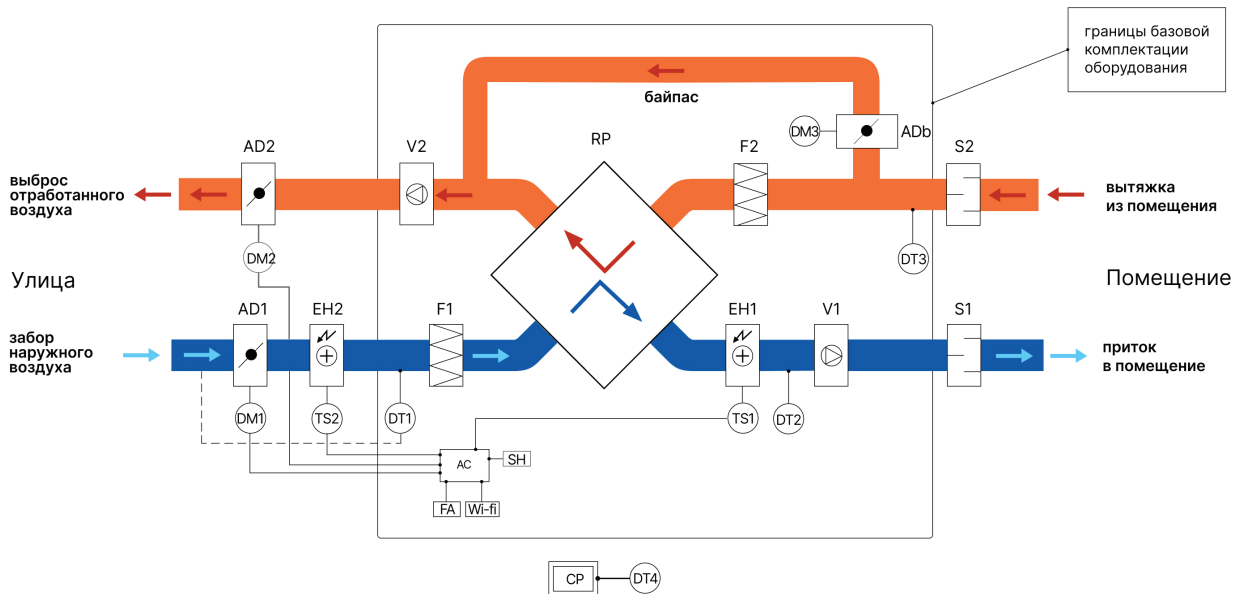 границы базовой
комплектации
оборудования
байпас
RP
DM3
ADb
AD2
V2
F2
S2
выброс
отработанного
воздуха
вытяжка
из помещения
DM2
DT3
Улица
Помещение
AD1
EH2
F1
EH1
V1
S1
забор
наружного
воздуха
приток
в помещение
DM1
TS2
DT1
TS1
DT2
AC
SH
FA
Wi-fi
CP
DT4